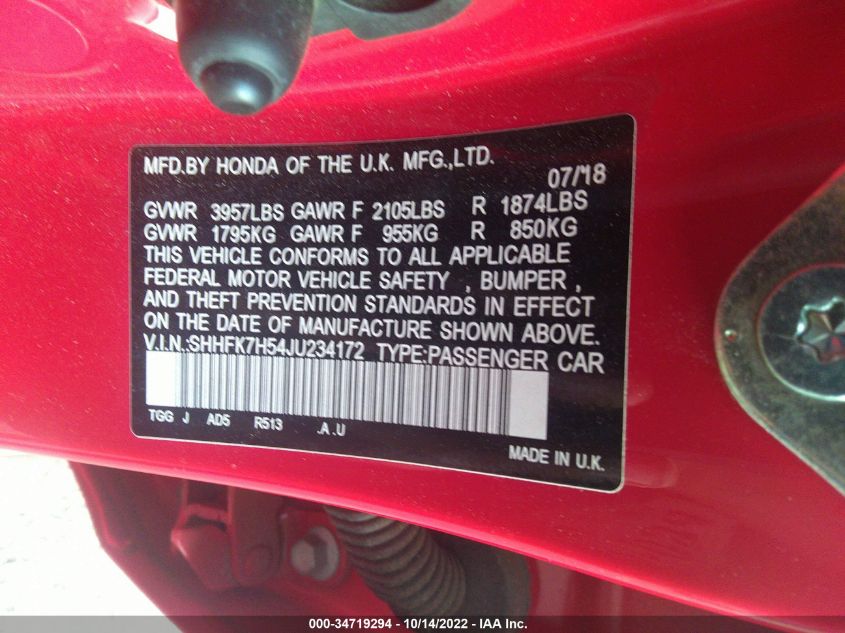 MFD.BY HONDA OF THE U.K. MFG.,LTD.
07/18
GVWR 3957LBS GAWR F 2105LBS R 1874LBS
GVWR 1795KG GAWR F 955KG R 850KG
THIS VEHICLE CONFORMS TO ALL APPLICABLE
FEDERAL MOTOR VEHICLE SAFETY , BUMPER ,
AND THEFT PREVENTION STANDARDS IN EFFECT
ON THE DATE OF MANUFACTURE SHOWN ABOVE.
V.I.N.:SHHFK7H54JU234172 TYPE:PASSENGER CAR
TGG J AD5 R513 .A .U
MADE IN U.K.
000-34719294 - 10/14/2022 - IAA Inc.